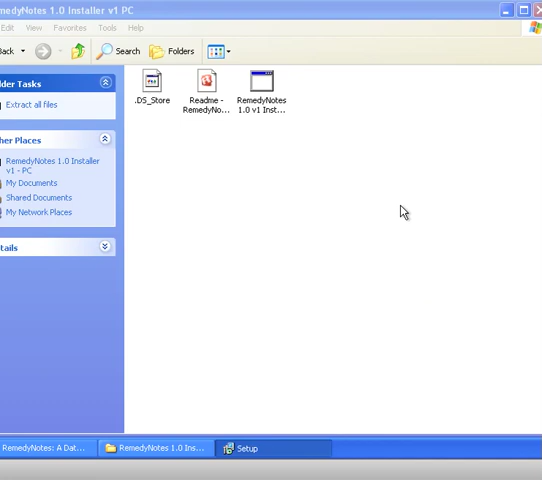 medyNotes 1.0 Installer v1 PC
Edit View Favorites Tools Help
Back Search Folders
lder Tasks
Extract all files
her Places
RemedyNotes 1.0 Installer
v1 - PC
My Documents
Shared Documents
My Network Places
tails
.DS_Store
Readme -
RemedyNo...
RemedyNotes
1.0 v1 Inst...
RemedyNotes: A Dat...
RemedyNotes 1.0 Ins...
Setup